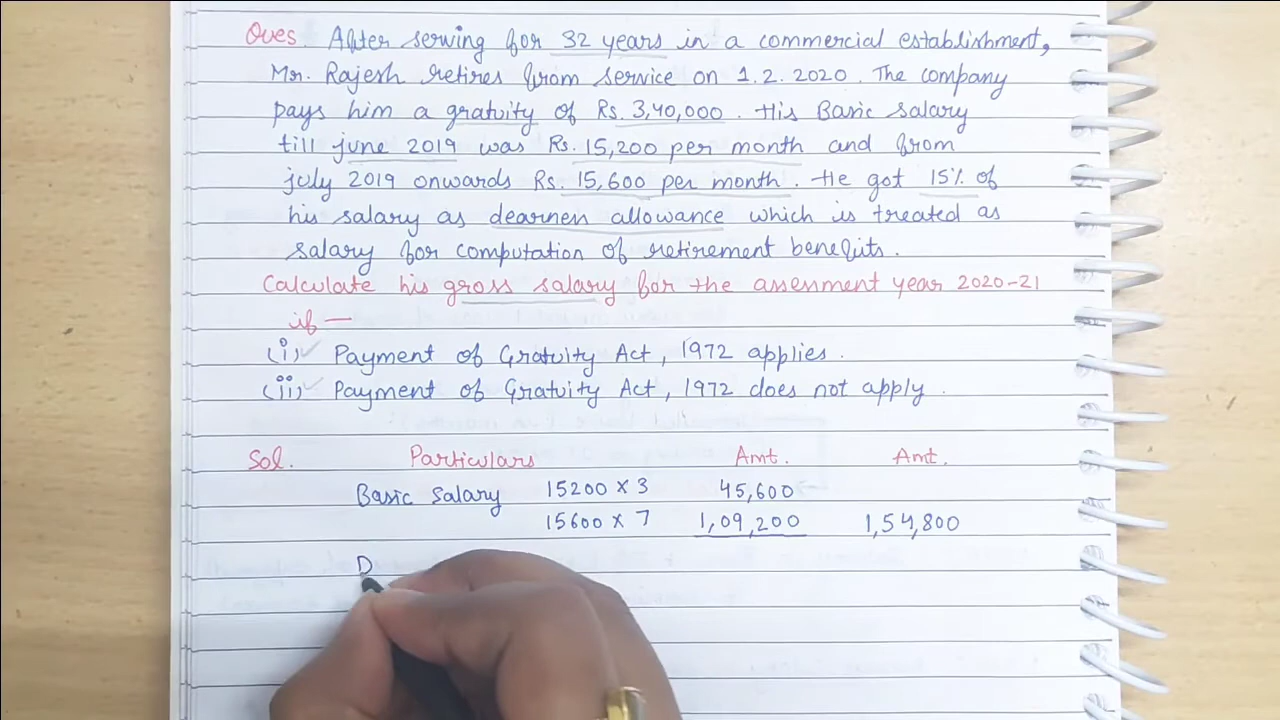 Ques. After serving for 32 years in a commercial establishment,
Mr. Rajesh retires from service on 1.2.2020. The company
pays him a gratuity of Rs. 3,40,000. His Basic salary
till june 2019 was Rs. 15,200 per month and from
july 2019 onwards Rs. 15,600 per month. He got 15% of
his salary as dearnen allowance which is treated as
salary for computation of retirement benefits.
Calculate his gross salary for the assenment year 2020-21
if —
(i) Payment of Gratuity Act, 1972 applies.
(ii) Payment of Gratuity Act, 1972 does not apply.
Sol. Particulars Amt. Amt.
Basic Salary 15200 × 3 45,600
15600 × 7 1,09,200 1,54,800
D